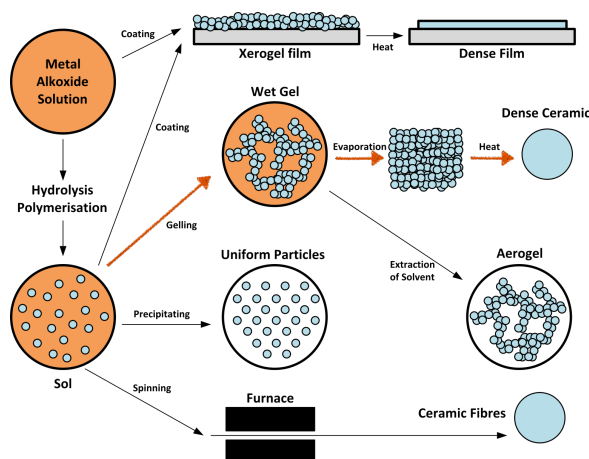 Coating
Metal
Alkoxide
Solution
Xerogel film
Heat
Dense Film
Coating
Wet Gel
Evaporation
Heat
Dense Ceramic
Hydrolysis
Polymerisation
Gelling
Uniform Particles
Extraction
of Solvent
Aerogel
Precipitating
Sol
Spinning
Furnace
Ceramic Fibres